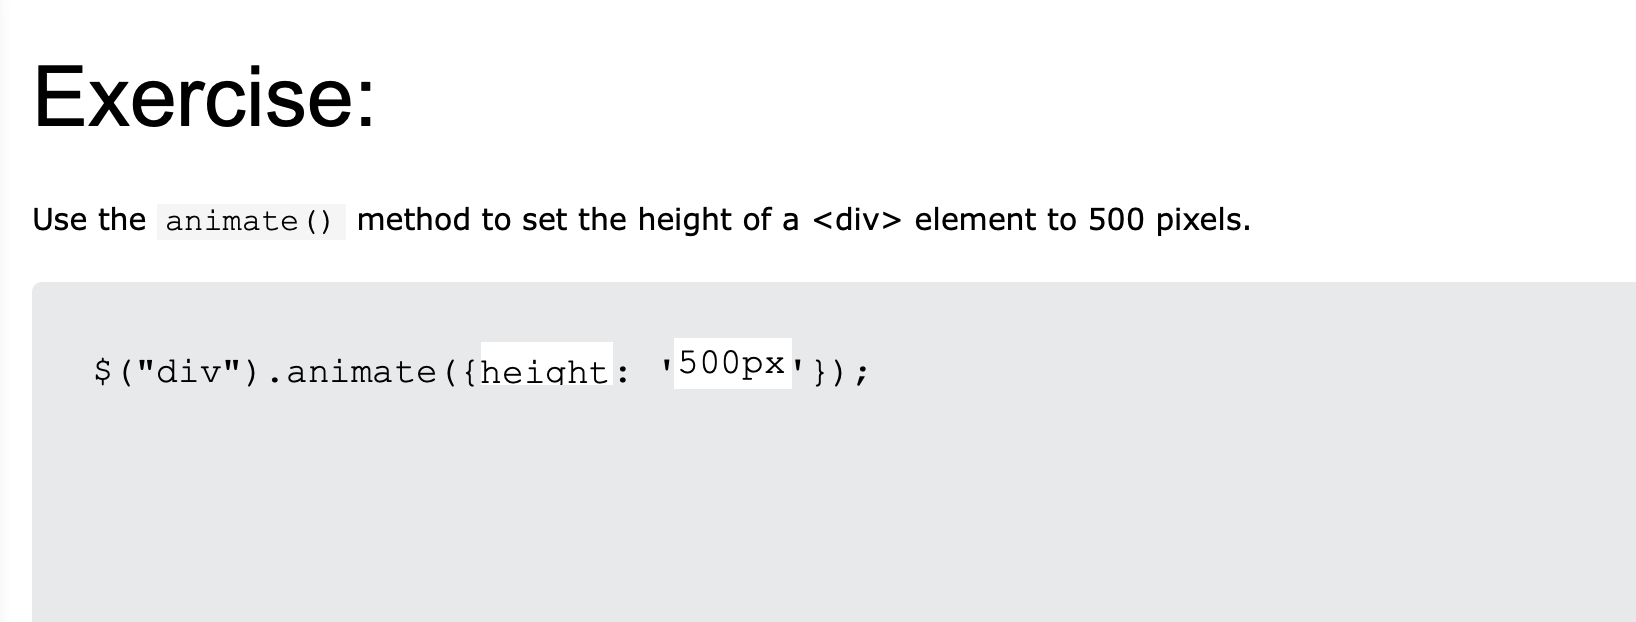 Exercise:
Use the animate() method to set the height of a <div> element to 500 pixels.
$("div").animate({height: '500px'});